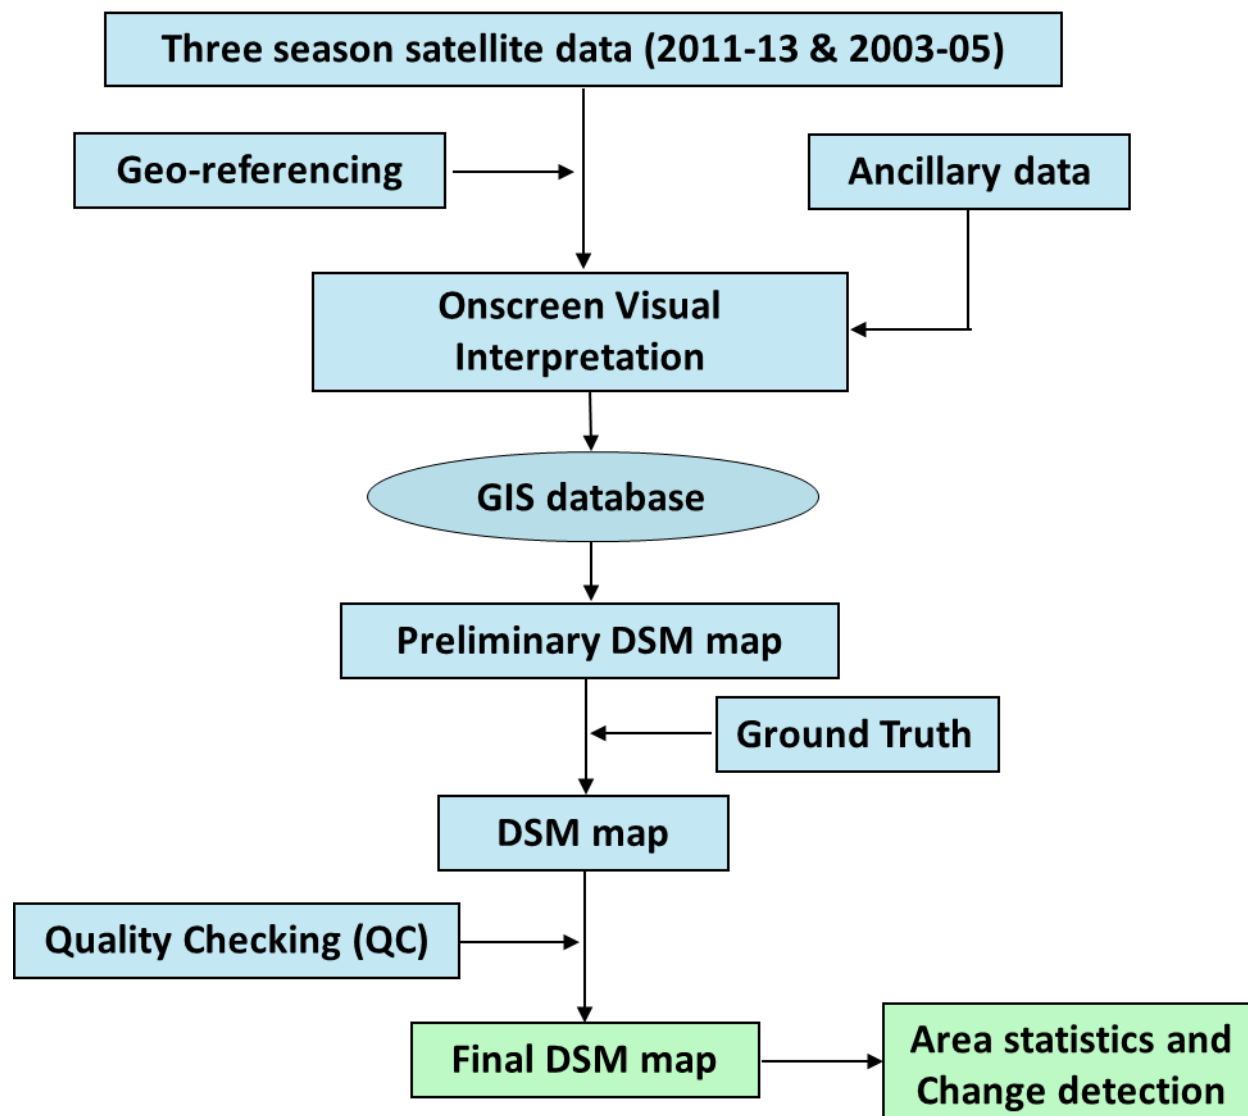 Three season satellite data (2011-13 & 2003-05)
Geo-referencing
Ancillary data
Onscreen Visual
Interpretation
GIS database
Preliminary DSM map
Ground Truth
DSM map
Quality Checking (QC)
Final DSM map
Area statistics and
Change detection